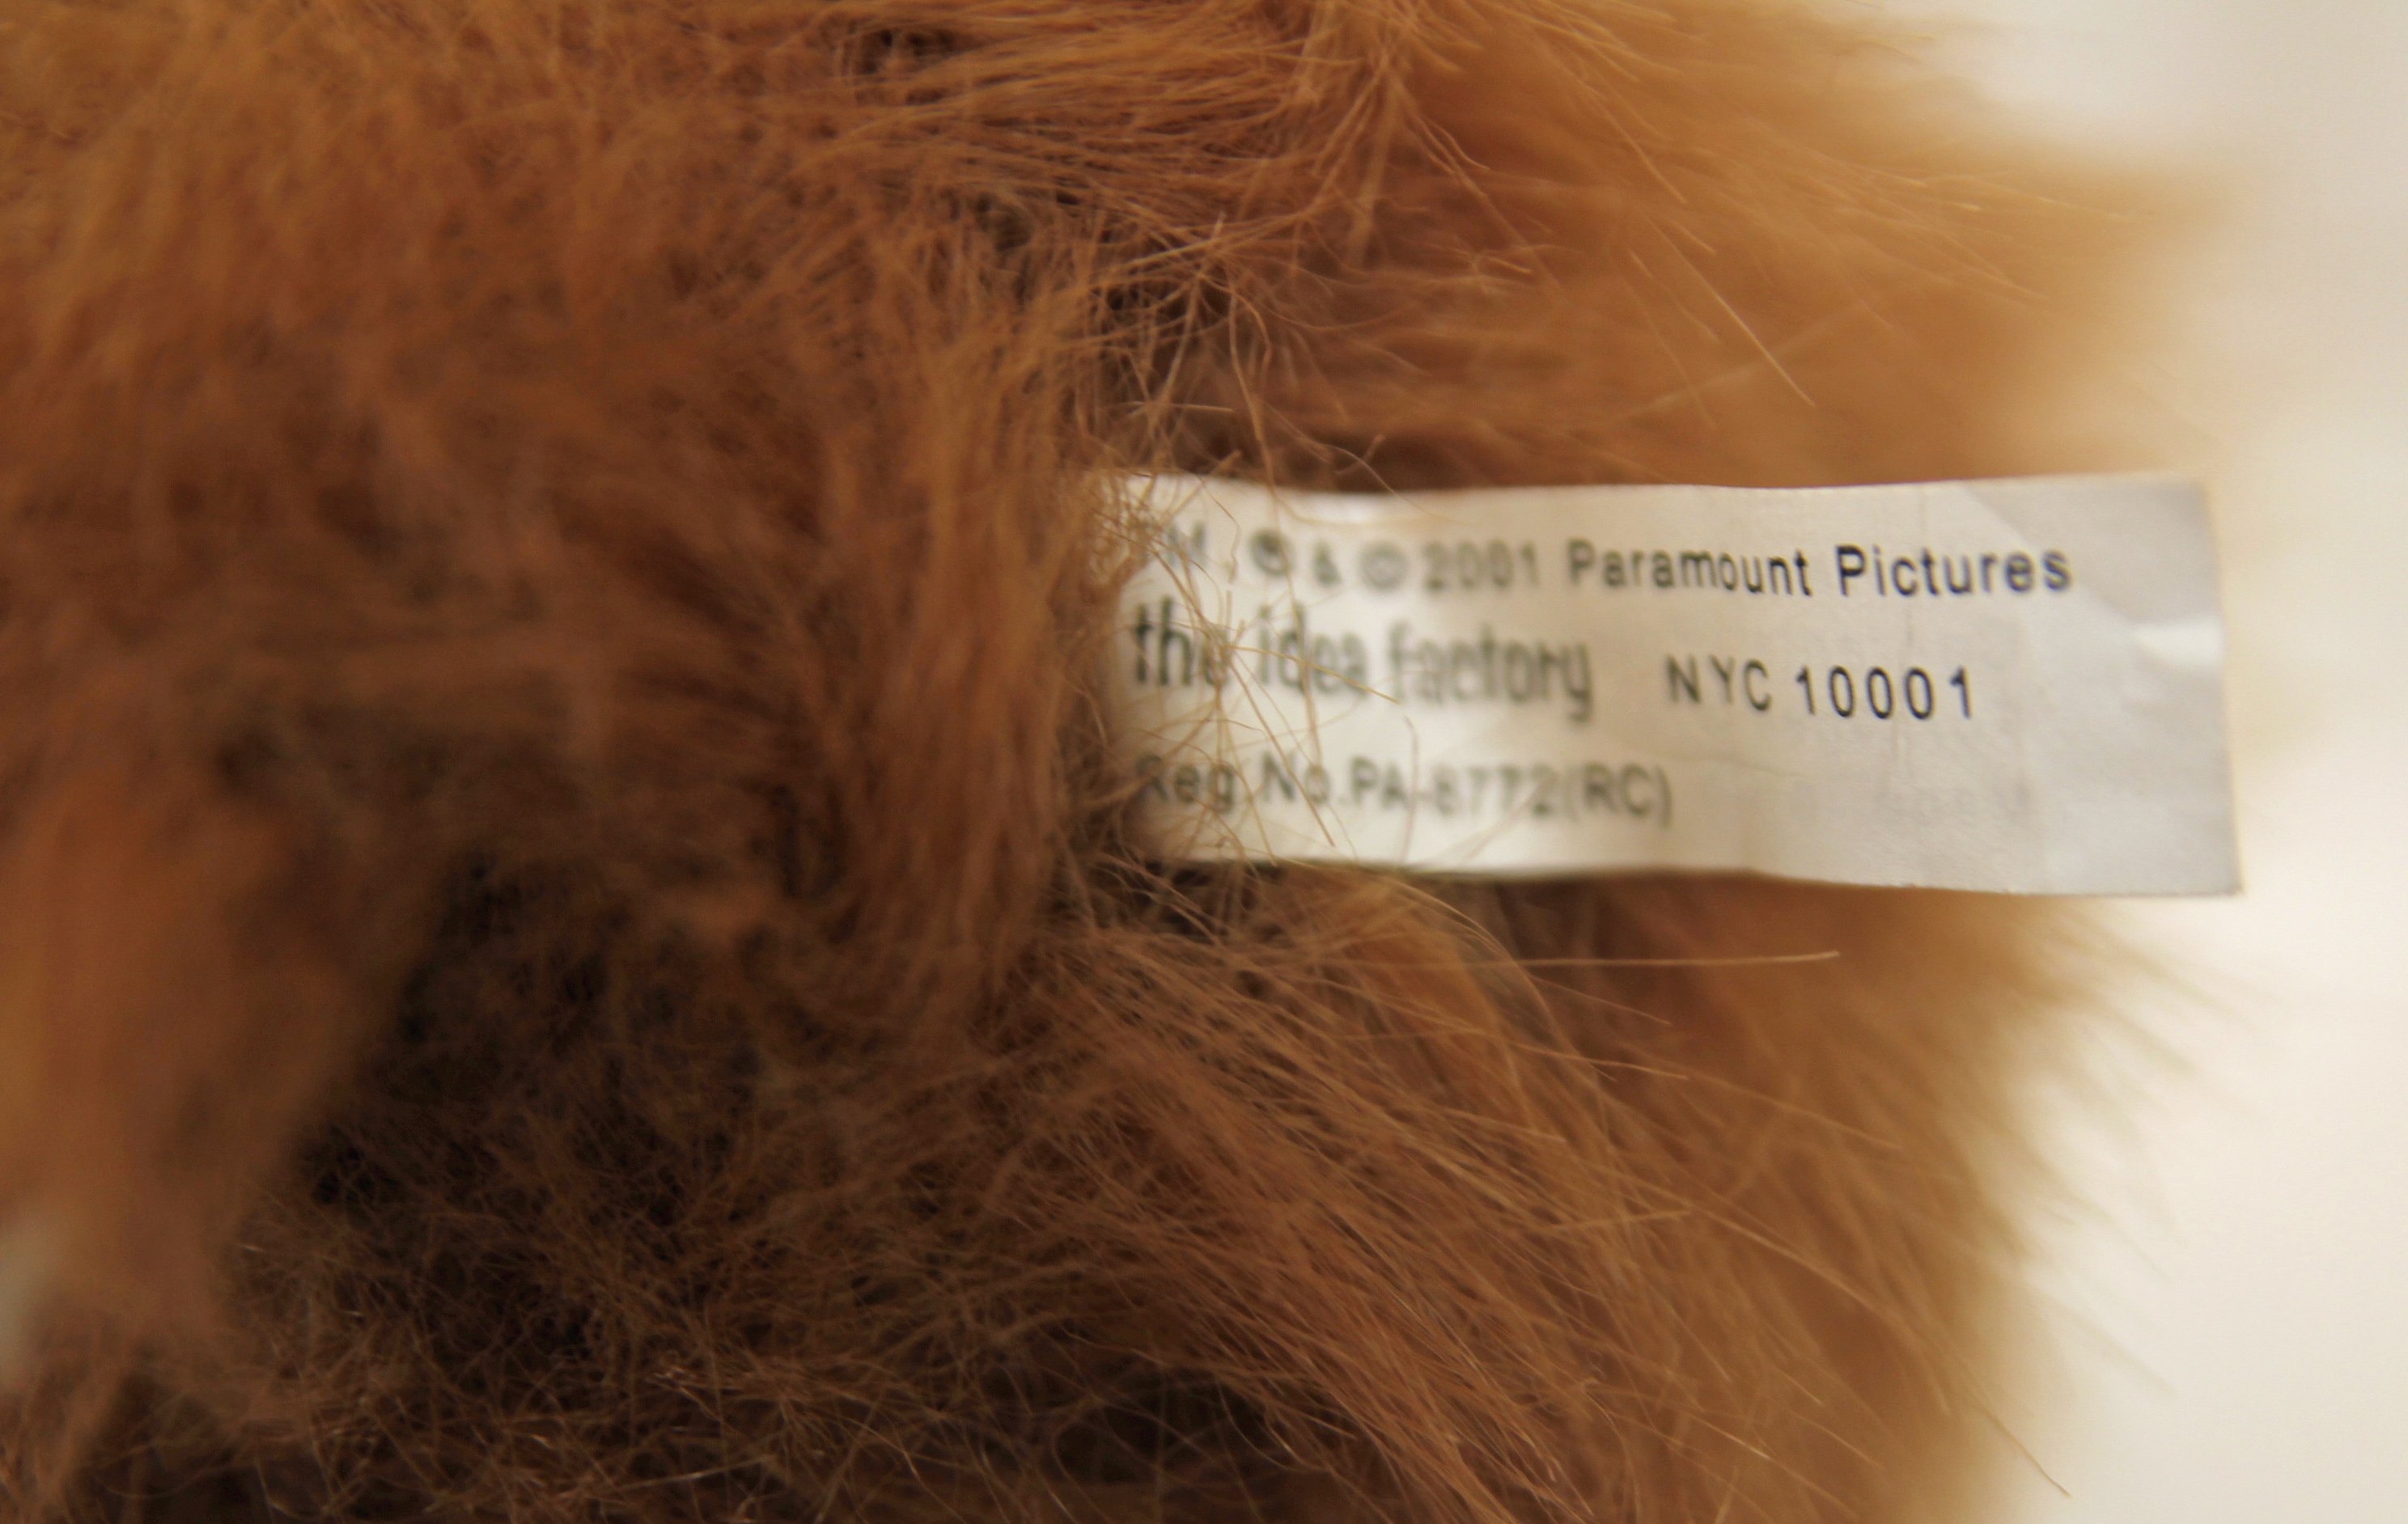 ® & © 2001 Paramount Pictures
the idea factory NYC 10001
Reg. No.PA-8772(RC)